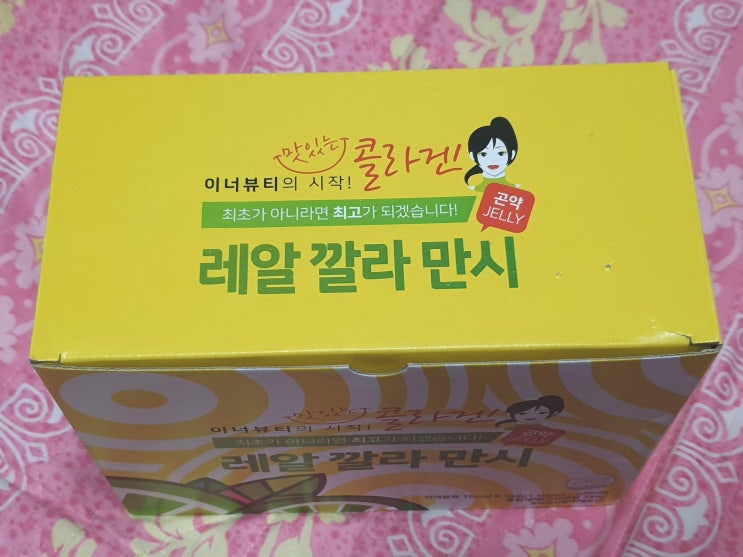 맛있는 콜라겐
이너뷰티의 시작!
최초가 아니라면 최고가 되겠습니다!
곤약
JELLY
레알 깔라 만시
맛있는 콜라겐!
이너뷰티의 시작!
최초가 아니라면 최고가 되겠습니다!
곤약
JELLY
레알 깔라 만시